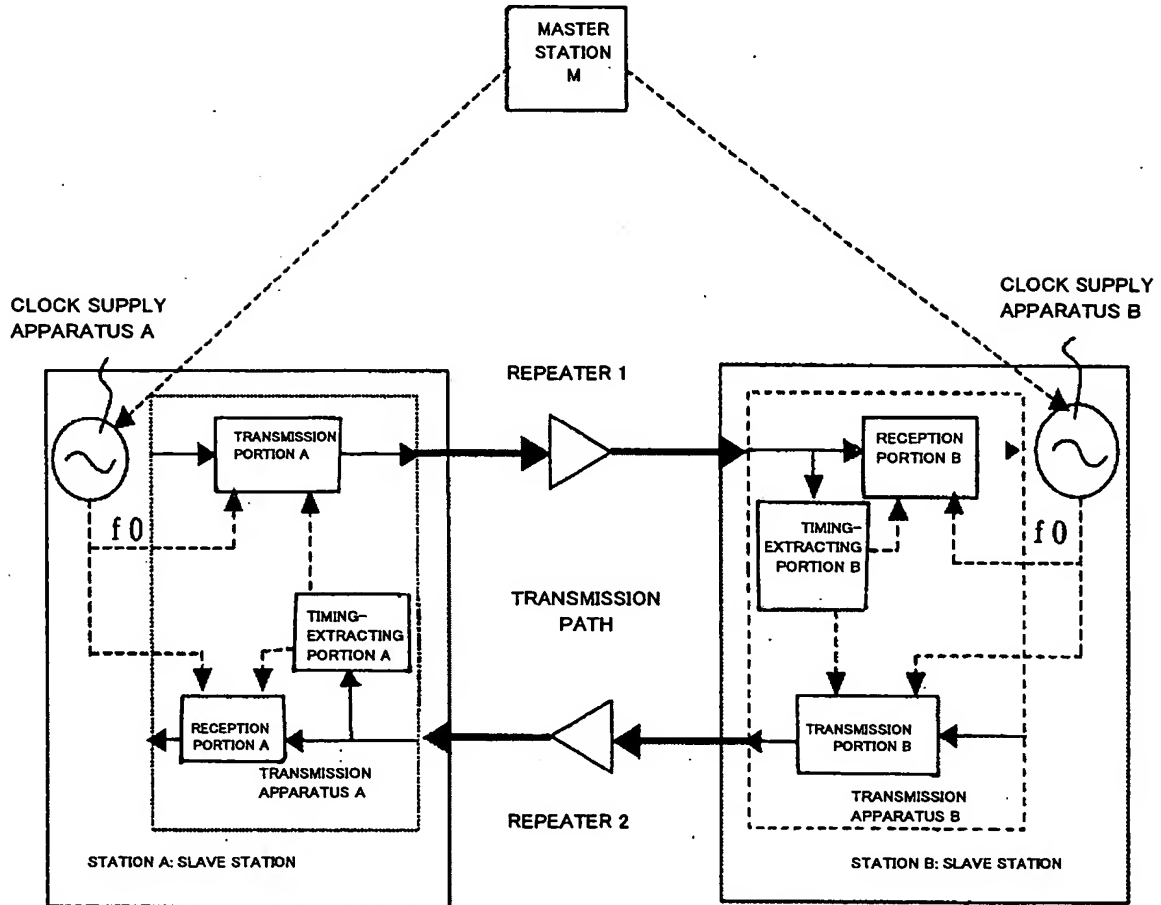 MASTER
STATION
M
CLOCK SUPPLY
APPARATUS A
CLOCK SUPPLY
APPARATUS B
REPEATER 1
TRANSMISSION
PORTION A
RECEPTION
PORTION B
f0
f0
TIMING-
EXTRACTING
PORTION B
TRANSMISSION
PATH
TIMING-
EXTRACTING
PORTION A
RECEPTION
PORTION A
TRANSMISSION
PORTION B
TRANSMISSION
APPARATUS A
TRANSMISSION
APPARATUS B
REPEATER 2
STATION A: SLAVE STATION
STATION B: SLAVE STATION